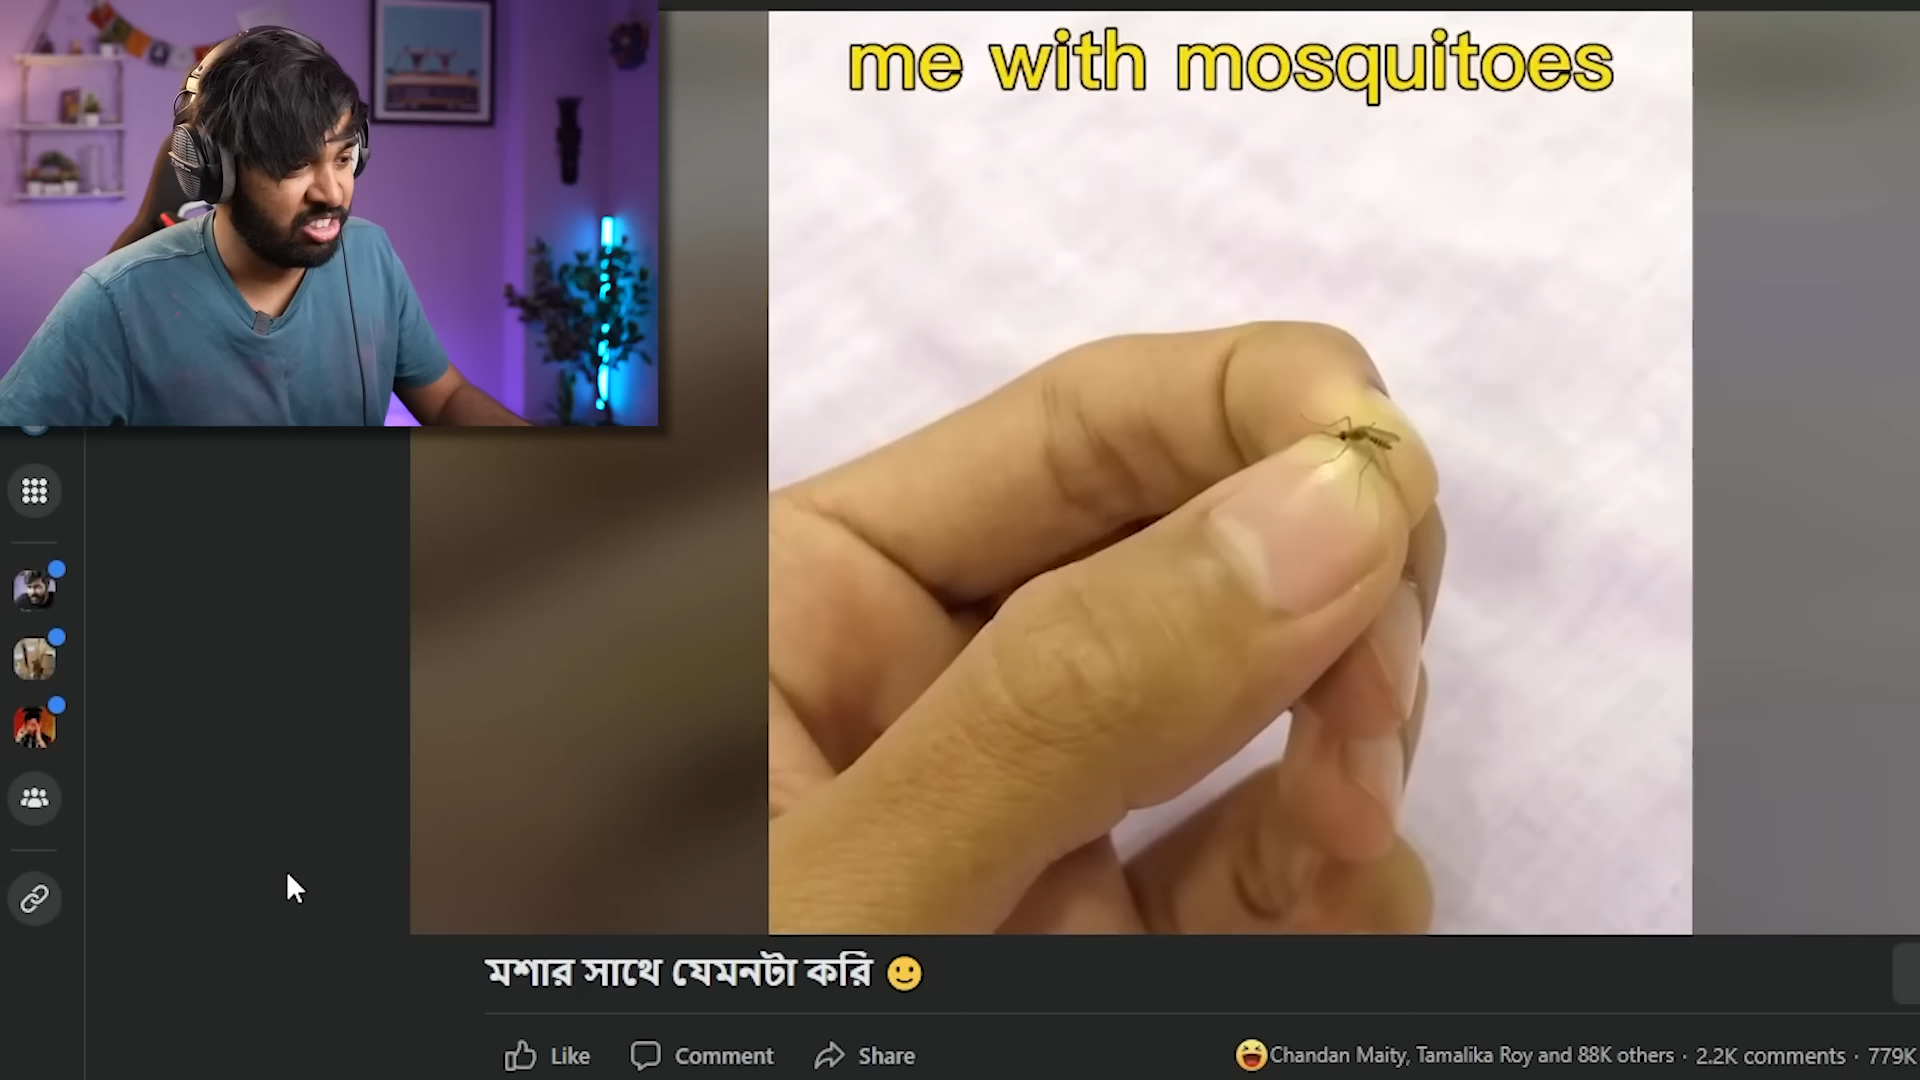 me with mosquitoes
মশার সাথে যেমনটা করি 🙂
Like
Comment
Share
Chandan Maity, Tamalika Roy and 88K others · 2.2K comments · 779K